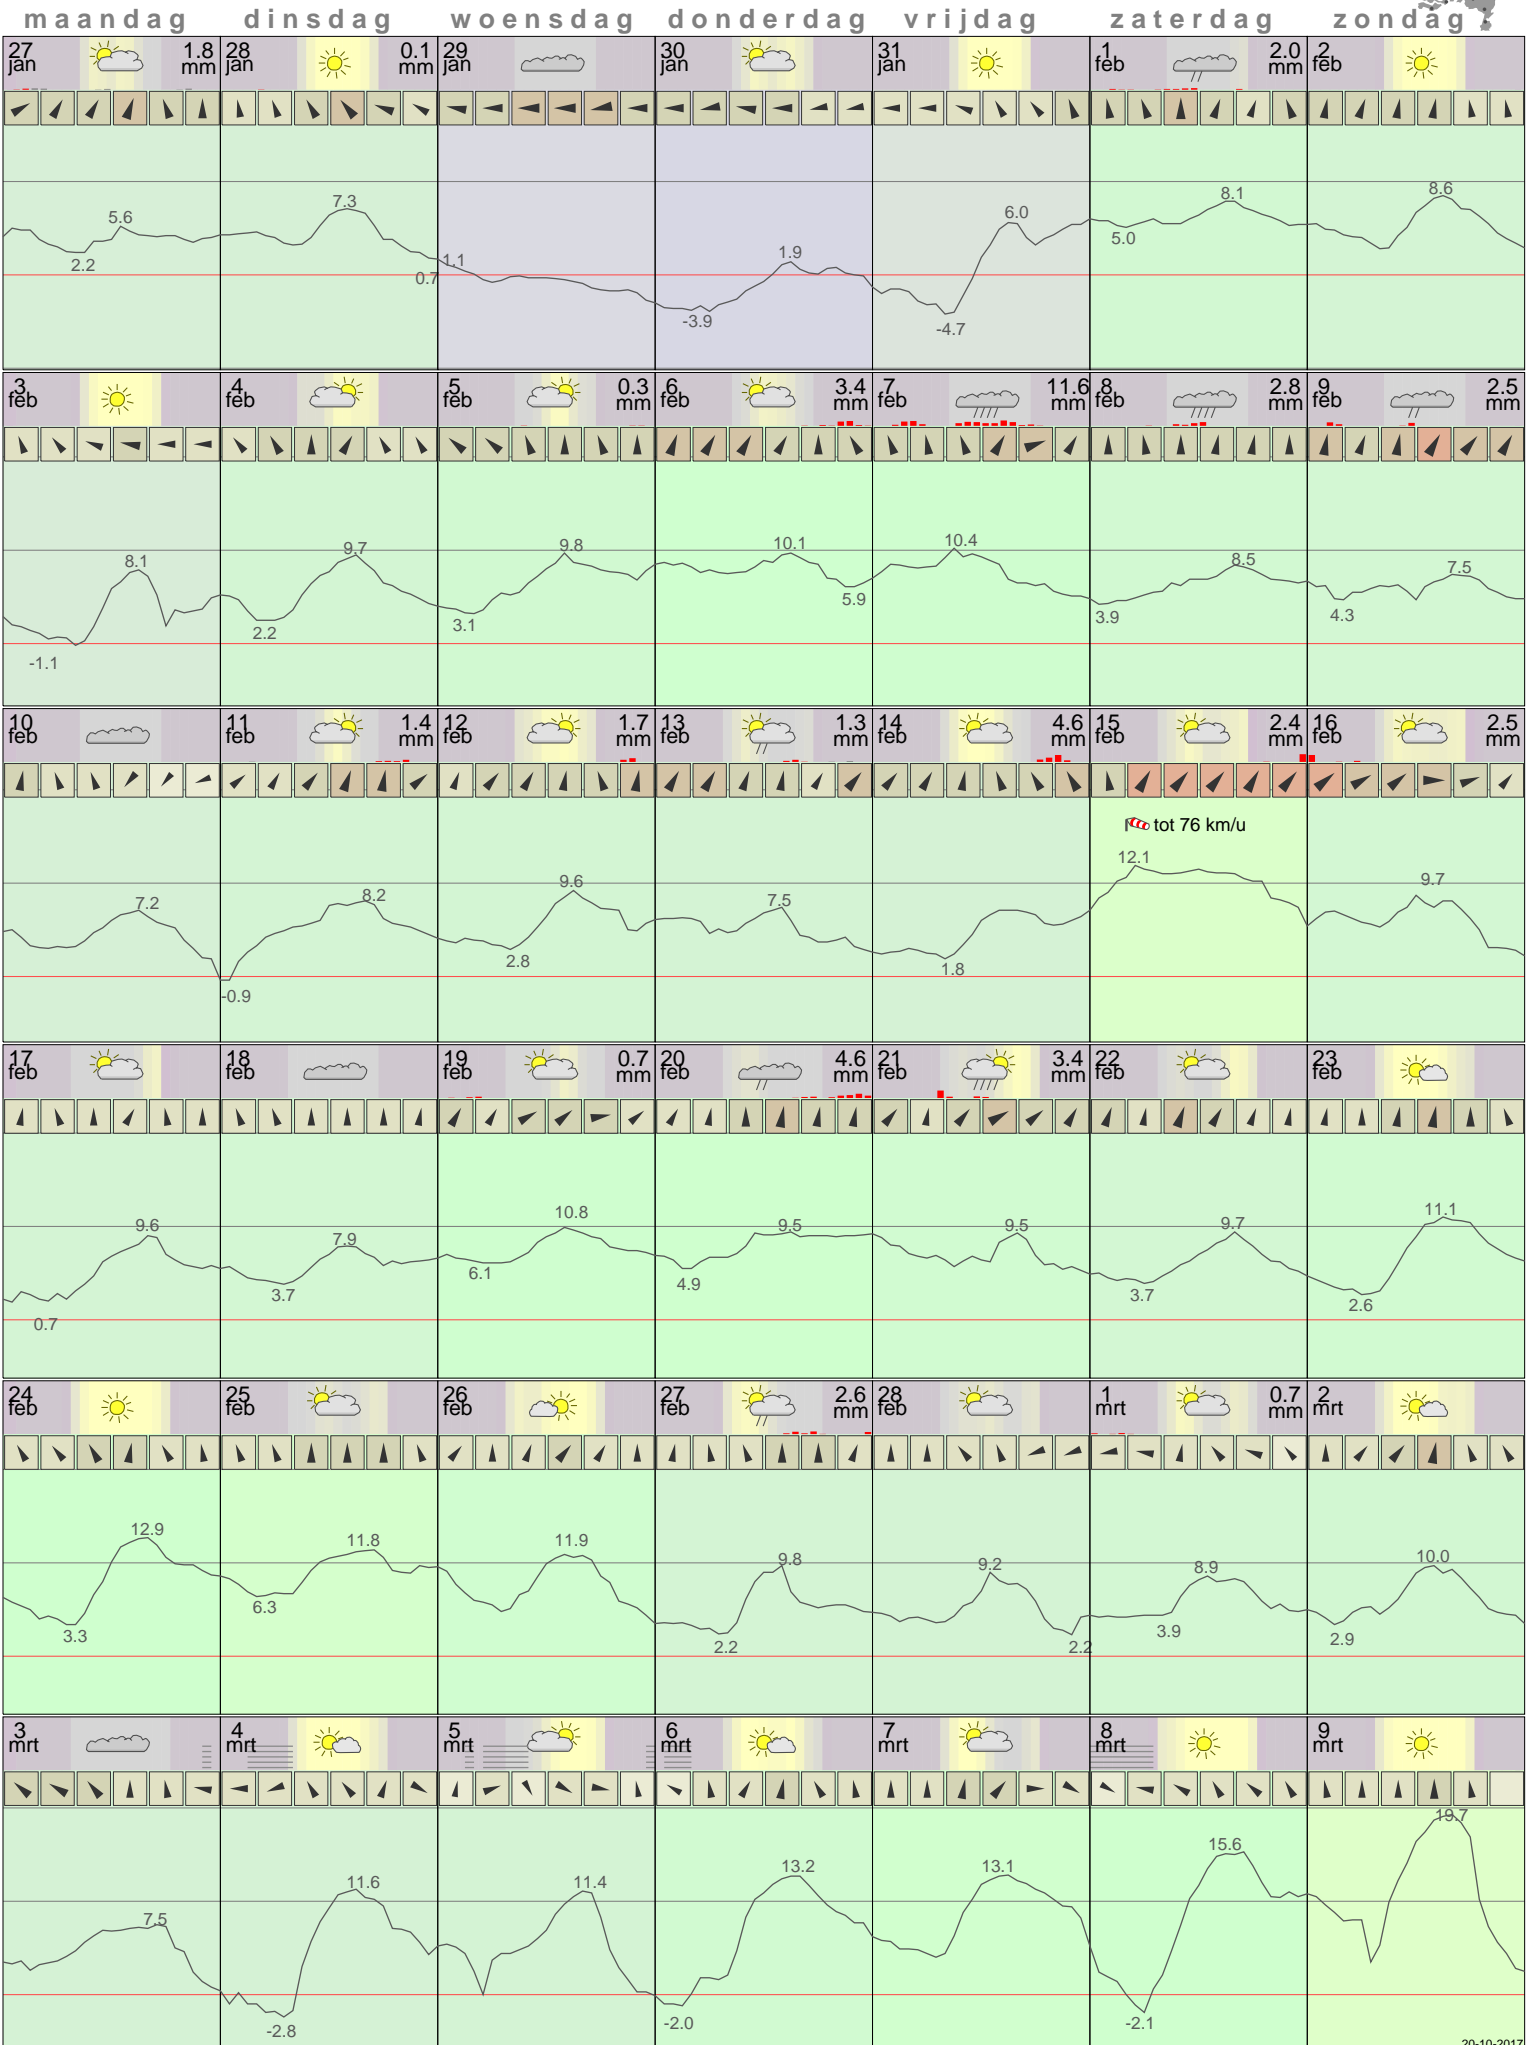 maandag dinsdag woensdag donderdag vrijdag zaterdag zondag
27 1.8 28 0.1 29 30 31 1 2.0 2
jan mm jan mm jan jan jan feb mm feb
5.6 7.3 6.0 8.1 8.6
2.2 0.7 1.1 -3.9 1.9 -4.7 5.0
3 4 5 0.3 6 3.4 7 11.6 8 2.8 9 2.5
feb feb feb mm feb mm feb mm feb mm feb mm
8.1 9.7 9.8 10.1 10.4 8.5 7.5
-1.1 2.2 3.1 5.9 3.9 4.3
10 11 1.4 12 1.7 13 1.3 14 4.6 15 2.4 16 2.5
feb feb mm feb mm feb mm feb mm feb mm feb mm
tot 76 km/u
7.2 8.2 9.6 7.5 12.1 9.7
-0.9 2.8 1.8
17 18 19 0.7 20 4.6 21 3.4 22 23
feb feb feb mm feb mm feb mm feb feb
9.6 7.9 10.8 9.5 9.5 9.7 11.1
0.7 3.7 6.1 4.9 3.7 2.6
24 25 26 27 2.6 28 1 0.7 2
feb feb feb feb mm feb mrt mm mrt
12.9 11.8 11.9 9.8 9.2 8.9 10.0
3.3 6.3 2.2 2.2 3.9 2.9
3 4 5 6 7 8 9
mrt mrt mrt mrt mrt mrt mrt
7.5 11.6 11.4 13.2 13.1 15.6 19.7
-2.8 -2.0 -2.1
20-10-2017